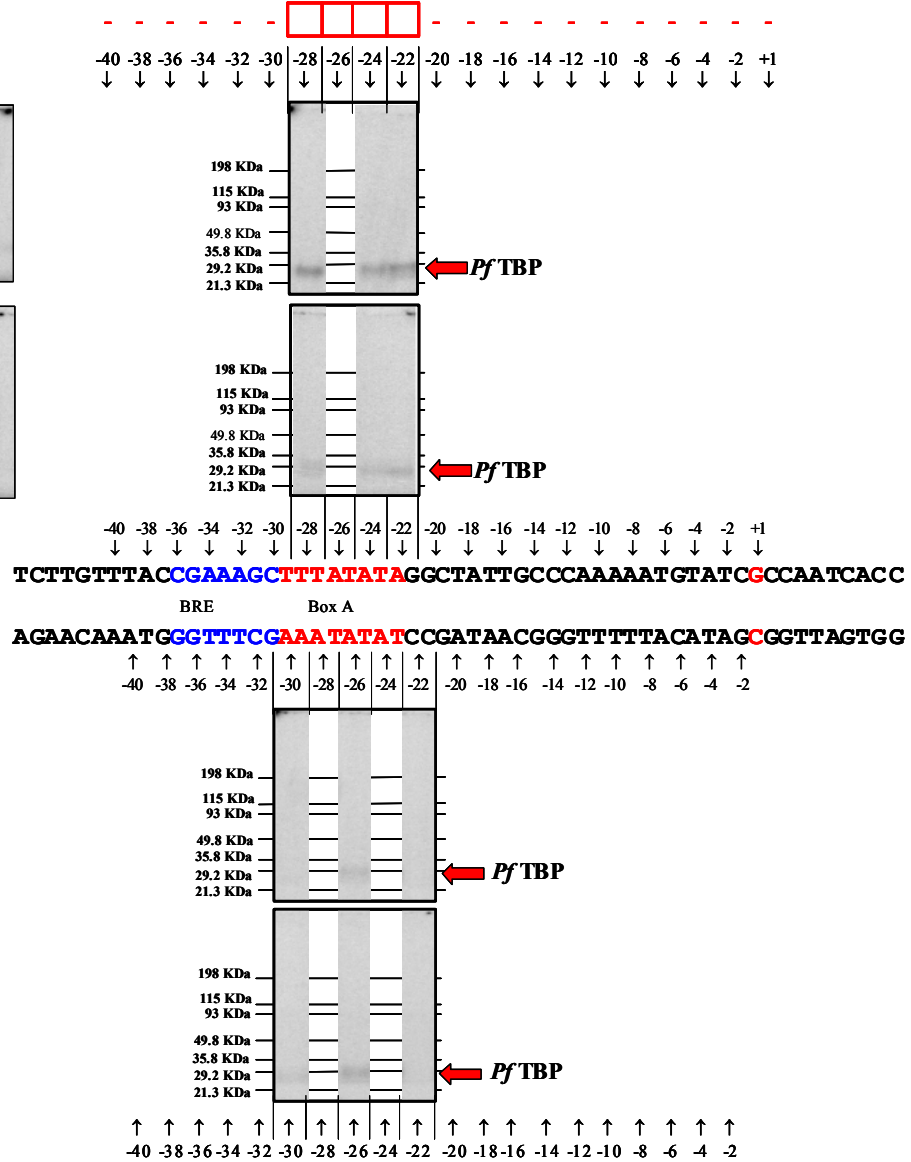 - - - - - - - - - - - - - - - - -
-40 -38 -36 -34 -32 -30 -28 -26 -24 -22 -20 -18 -16 -14 -12 -10 -8 -6 -4 -2 +1
↓ ↓ ↓ ↓ ↓ ↓ ↓ ↓ ↓ ↓ ↓ ↓ ↓ ↓ ↓ ↓ ↓ ↓ ↓ ↓ ↓
198 KDa
115 KDa
93 KDa
49.8 KDa
35.8 KDa
29.2 KDa Pf TBP
21.3 KDa
198 KDa
115 KDa
93 KDa
49.8 KDa
35.8 KDa
29.2 KDa Pf TBP
21.3 KDa
-40 -38 -36 -34 -32 -30 -28 -26 -24 -22 -20 -18 -16 -14 -12 -10 -8 -6 -4 -2 +1
↓ ↓ ↓ ↓ ↓ ↓ ↓ ↓ ↓ ↓ ↓ ↓ ↓ ↓ ↓ ↓ ↓ ↓ ↓ ↓ ↓
TCTTGTTTACCGAAAGCTTTATATAGGCTATTGCCCAAAAATGTATCGCCAATCACC
BRE Box A
AGAACAAATGGGTTTCGAAATATATCCGATAACGGGTTTTTACATAGCGGTTAGTGG
↑ ↑ ↑ ↑ ↑ ↑ ↑ ↑ ↑ ↑ ↑ ↑ ↑ ↑ ↑ ↑ ↑ ↑ ↑ ↑
-40 -38 -36 -34 -32 -30 -28 -26 -24 -22 -20 -18 -16 -14 -12 -10 -8 -6 -4 -2
198 KDa
115 KDa
93 KDa
49.8 KDa
35.8 KDa
29.2 KDa Pf TBP
21.3 KDa
198 KDa
115 KDa
93 KDa
49.8 KDa
35.8 KDa
29.2 KDa Pf TBP
21.3 KDa
↑ ↑ ↑ ↑ ↑ ↑ ↑ ↑ ↑ ↑ ↑ ↑ ↑ ↑ ↑ ↑ ↑ ↑ ↑ ↑
-40 -38 -36 -34 -32 -30 -28 -26 -24 -22 -20 -18 -16 -14 -12 -10 -8 -6 -4 -2